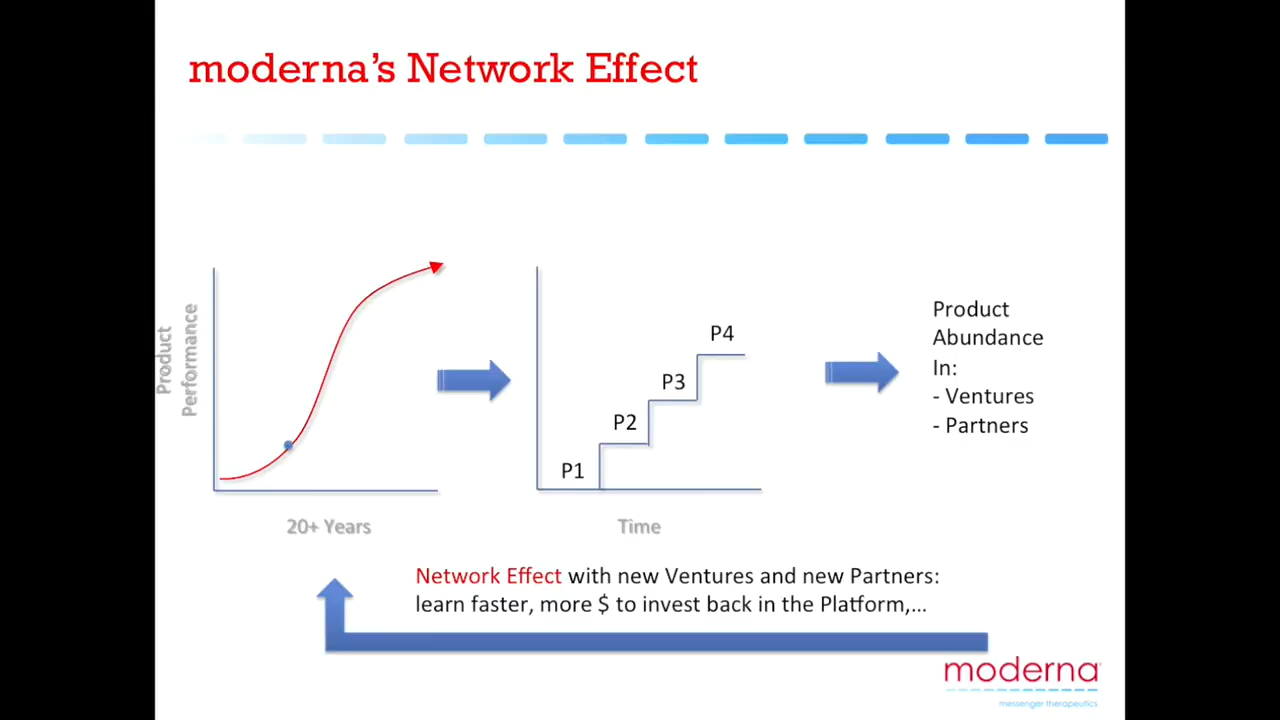 moderna's Network Effect
Product
Performance
20+ Years
P1
P2
P3
P4
Time
Product
Abundance
In:
- Ventures
- Partners
Network Effect with new Ventures and new Partners:
learn faster, more $ to invest back in the Platform,...
moderna
messenger therapeutics